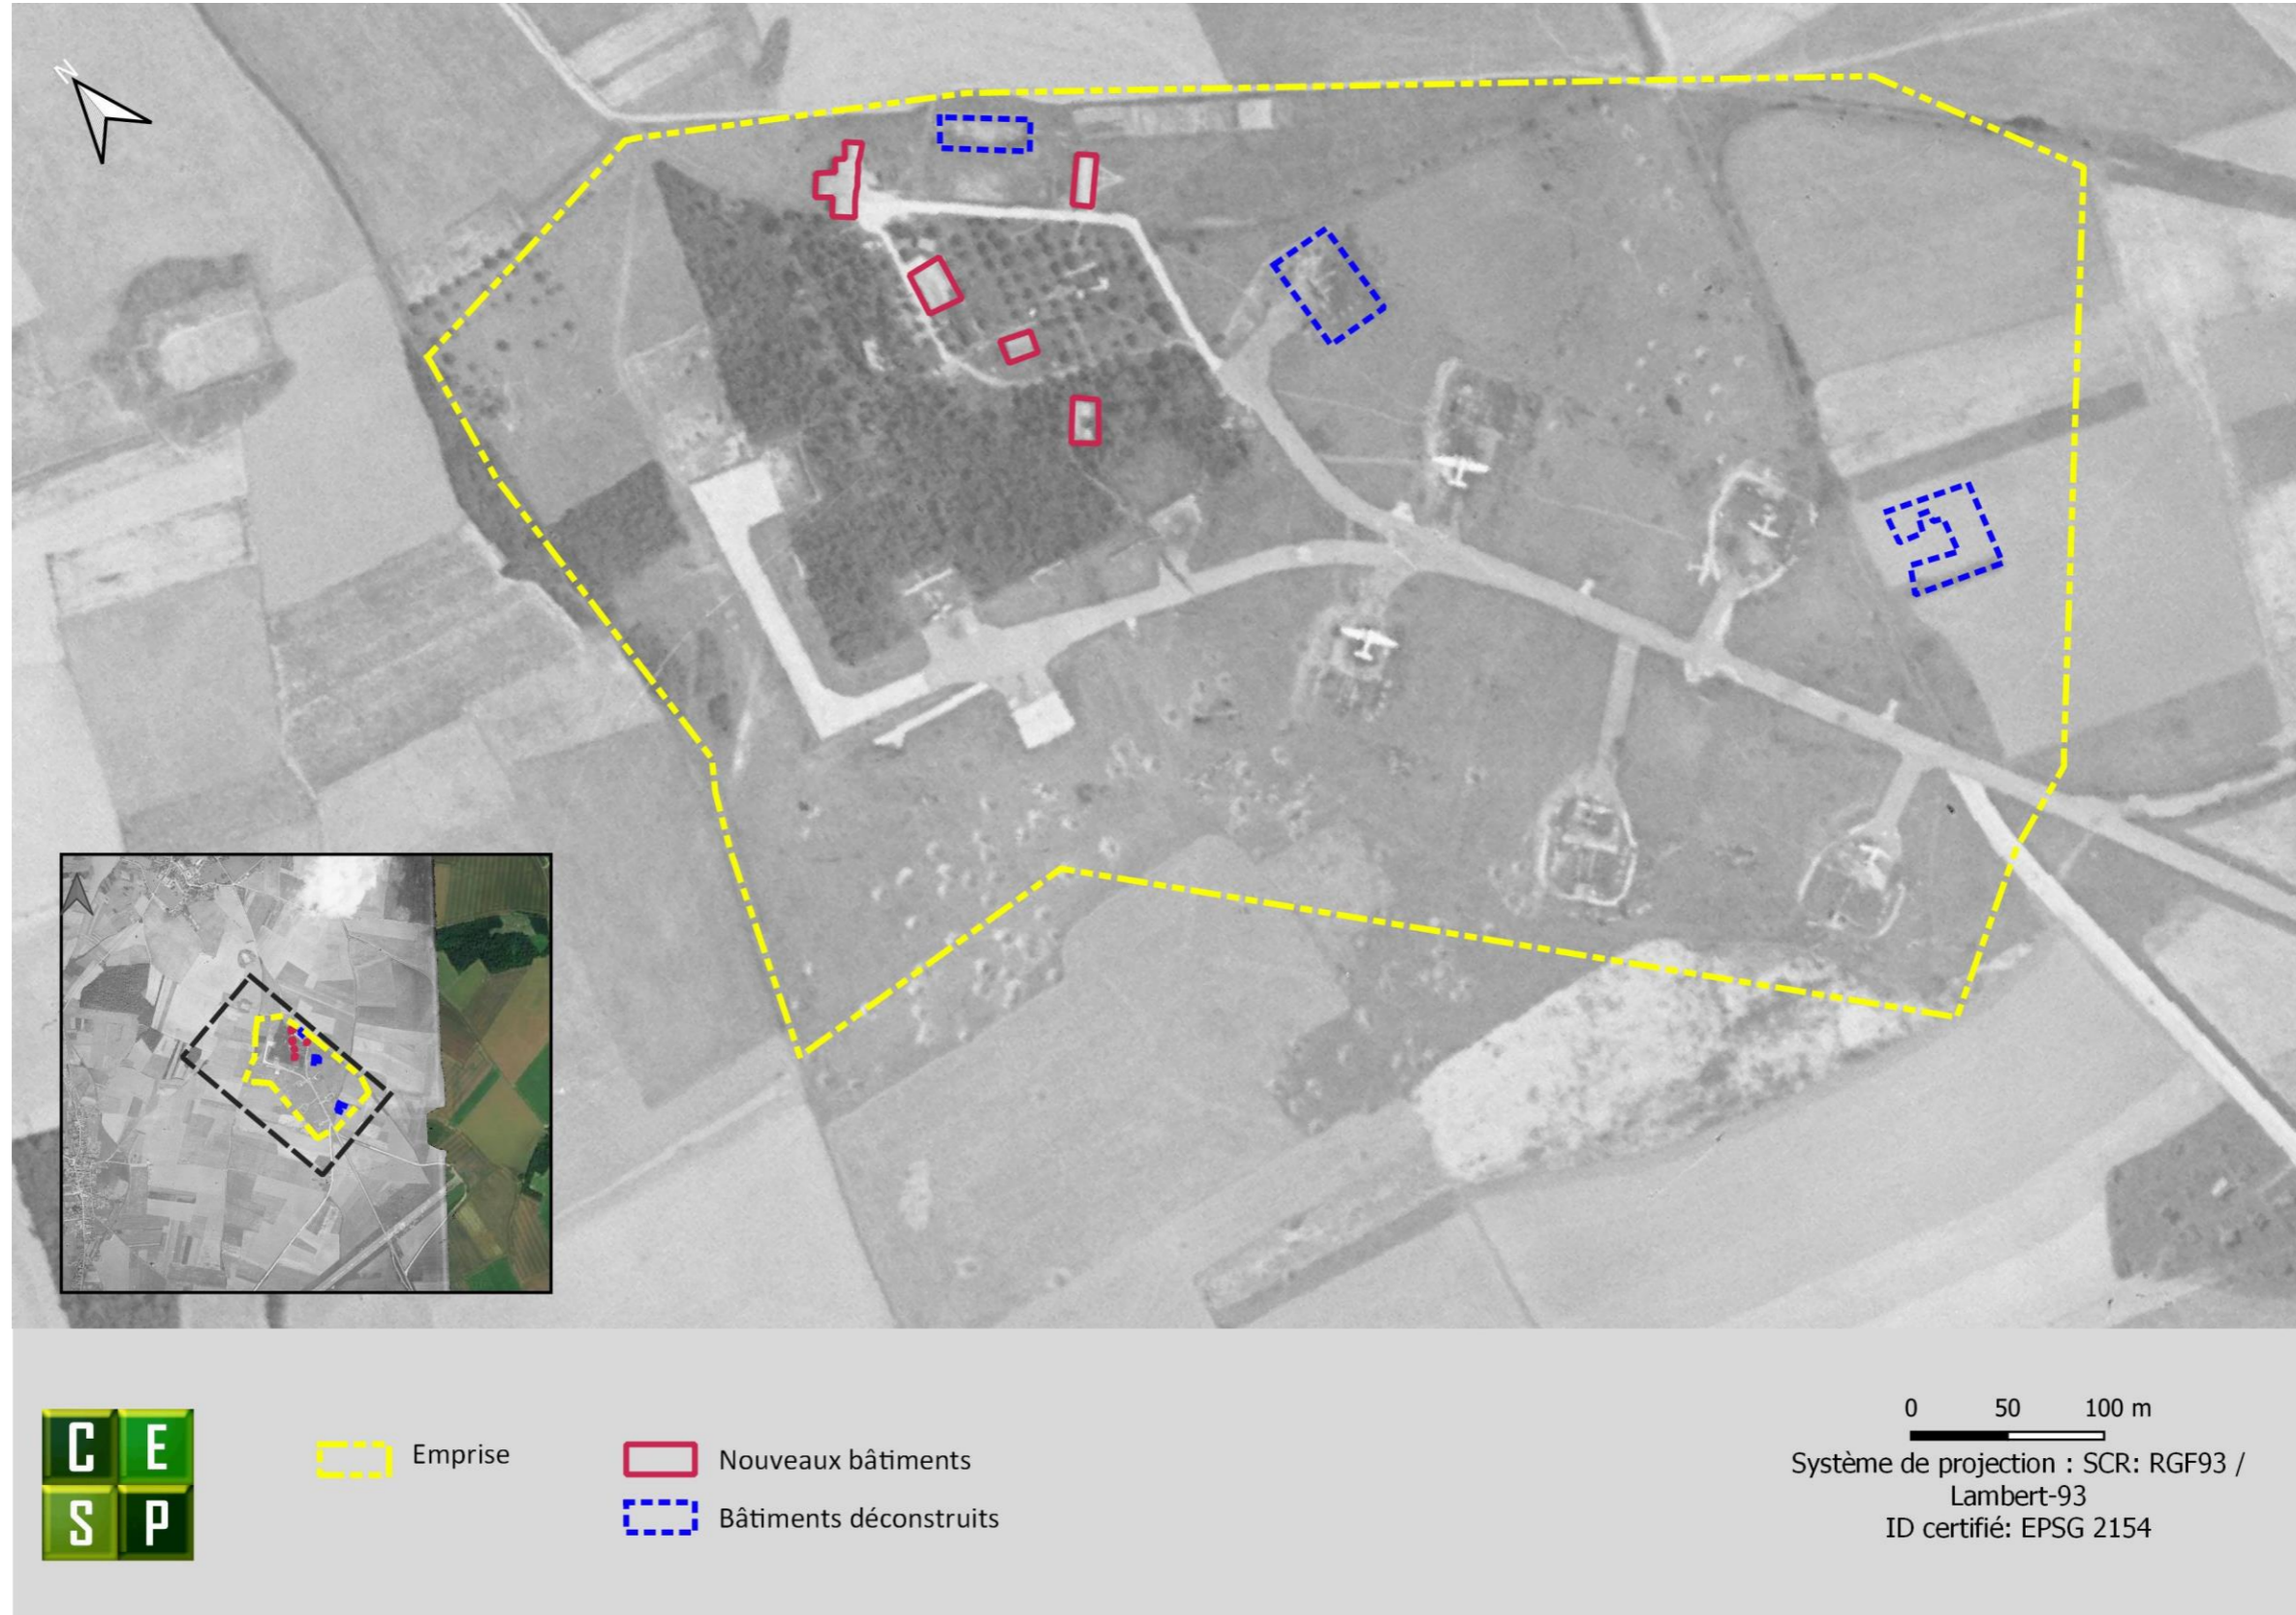 N
C E
S P
Emprise
Nouveaux bâtiments
Bâtiments déconstruits
0 50 100 m
Système de projection : SCR: RGF93 /
Lambert-93
ID certifié: EPSG 2154